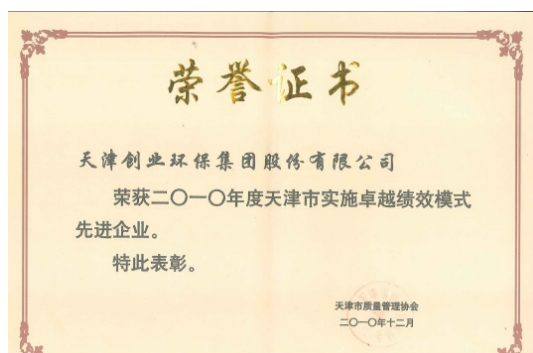 荣誉证书
天津创业环保集团股份有限公司
荣获二〇一〇年度天津市实施卓越绩效模式
先进企业。
特此表彰。
天津市质量管理协会
二〇一〇年十二月